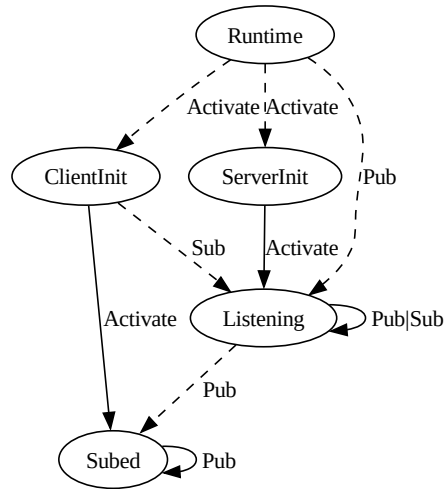 Runtime
Activate
Activate
Pub
ClientInit
ServerInit
Sub
Activate
Activate
Listening
Pub|Sub
Pub
Subed
Pub